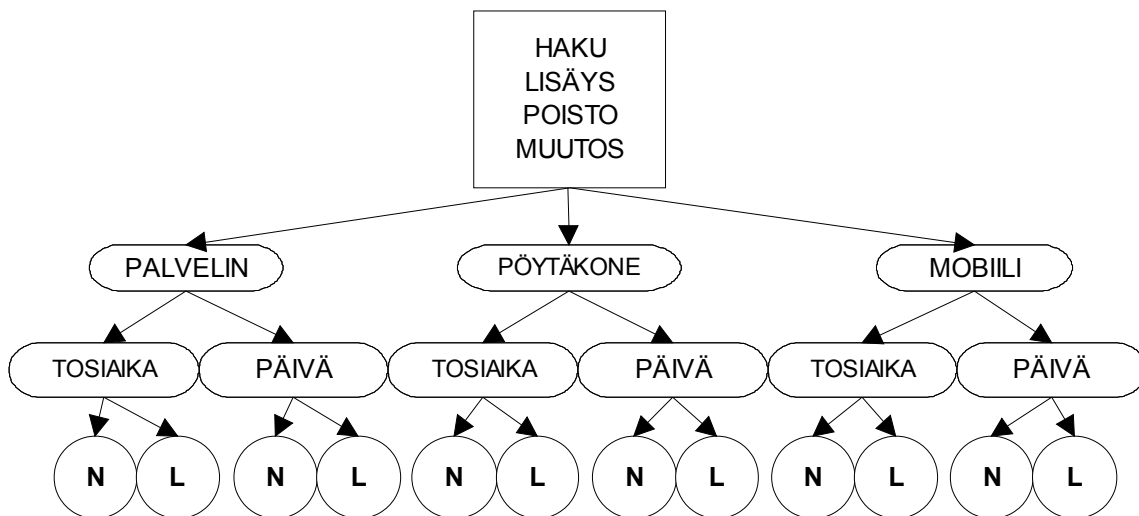 HAKU
LISÄYS
POISTO
MUUTOS
PALVELIN PÖYTÄKONE MOBIILI
TOSIAIKA PÄIVÄ TOSIAIKA PÄIVÄ TOSIAIKA PÄIVÄ
N L N L N L N L N L N L